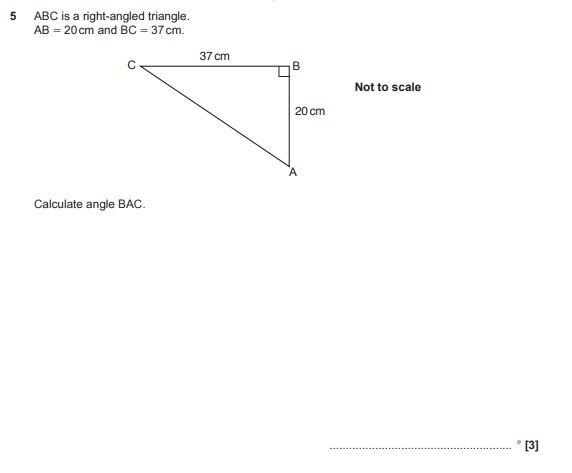 5 ABC is a right-angled triangle.
AB = 20 cm and BC = 37 cm.
37 cm
C
B
Not to scale
20 cm
A
Calculate angle BAC.
.......................................................... ° [3]